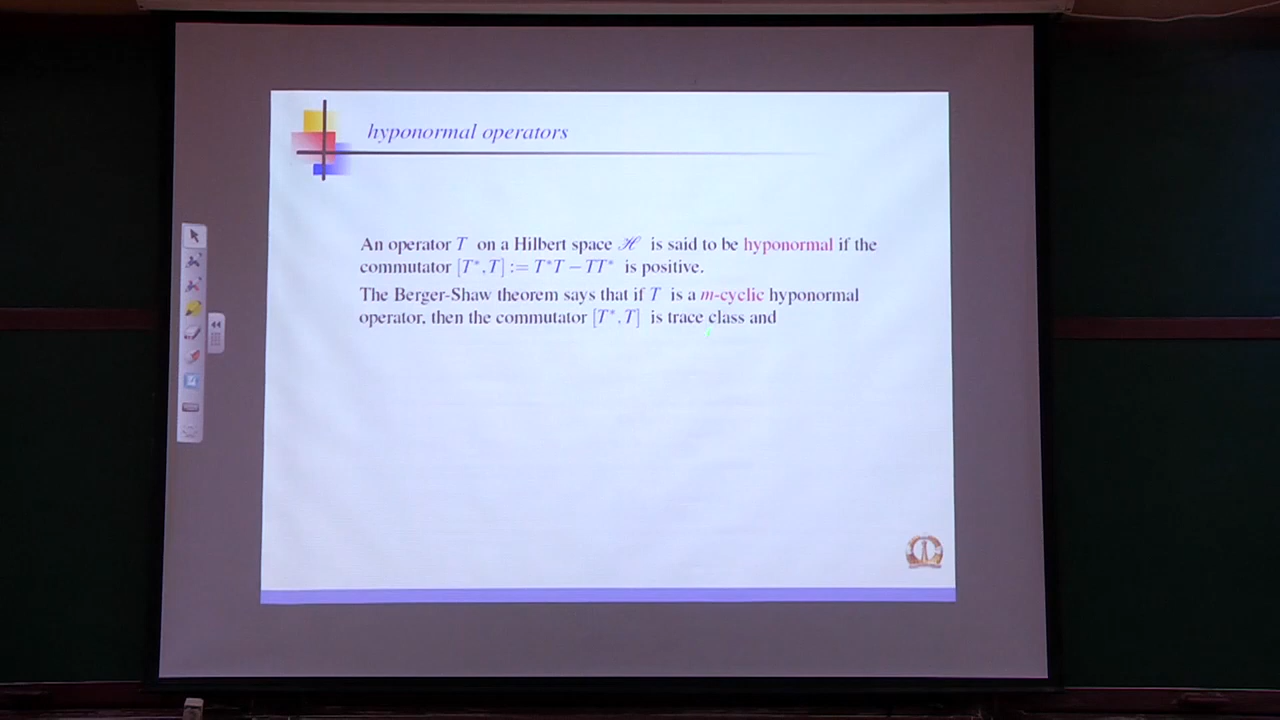 hyponormal operators
An operator T on a Hilbert space ℋ is said to be hyponormal if the
commutator [T*, T] := T*T − TT* is positive.
The Berger-Shaw theorem says that if T is a m-cyclic hyponormal
operator, then the commutator [T*, T] is trace class and